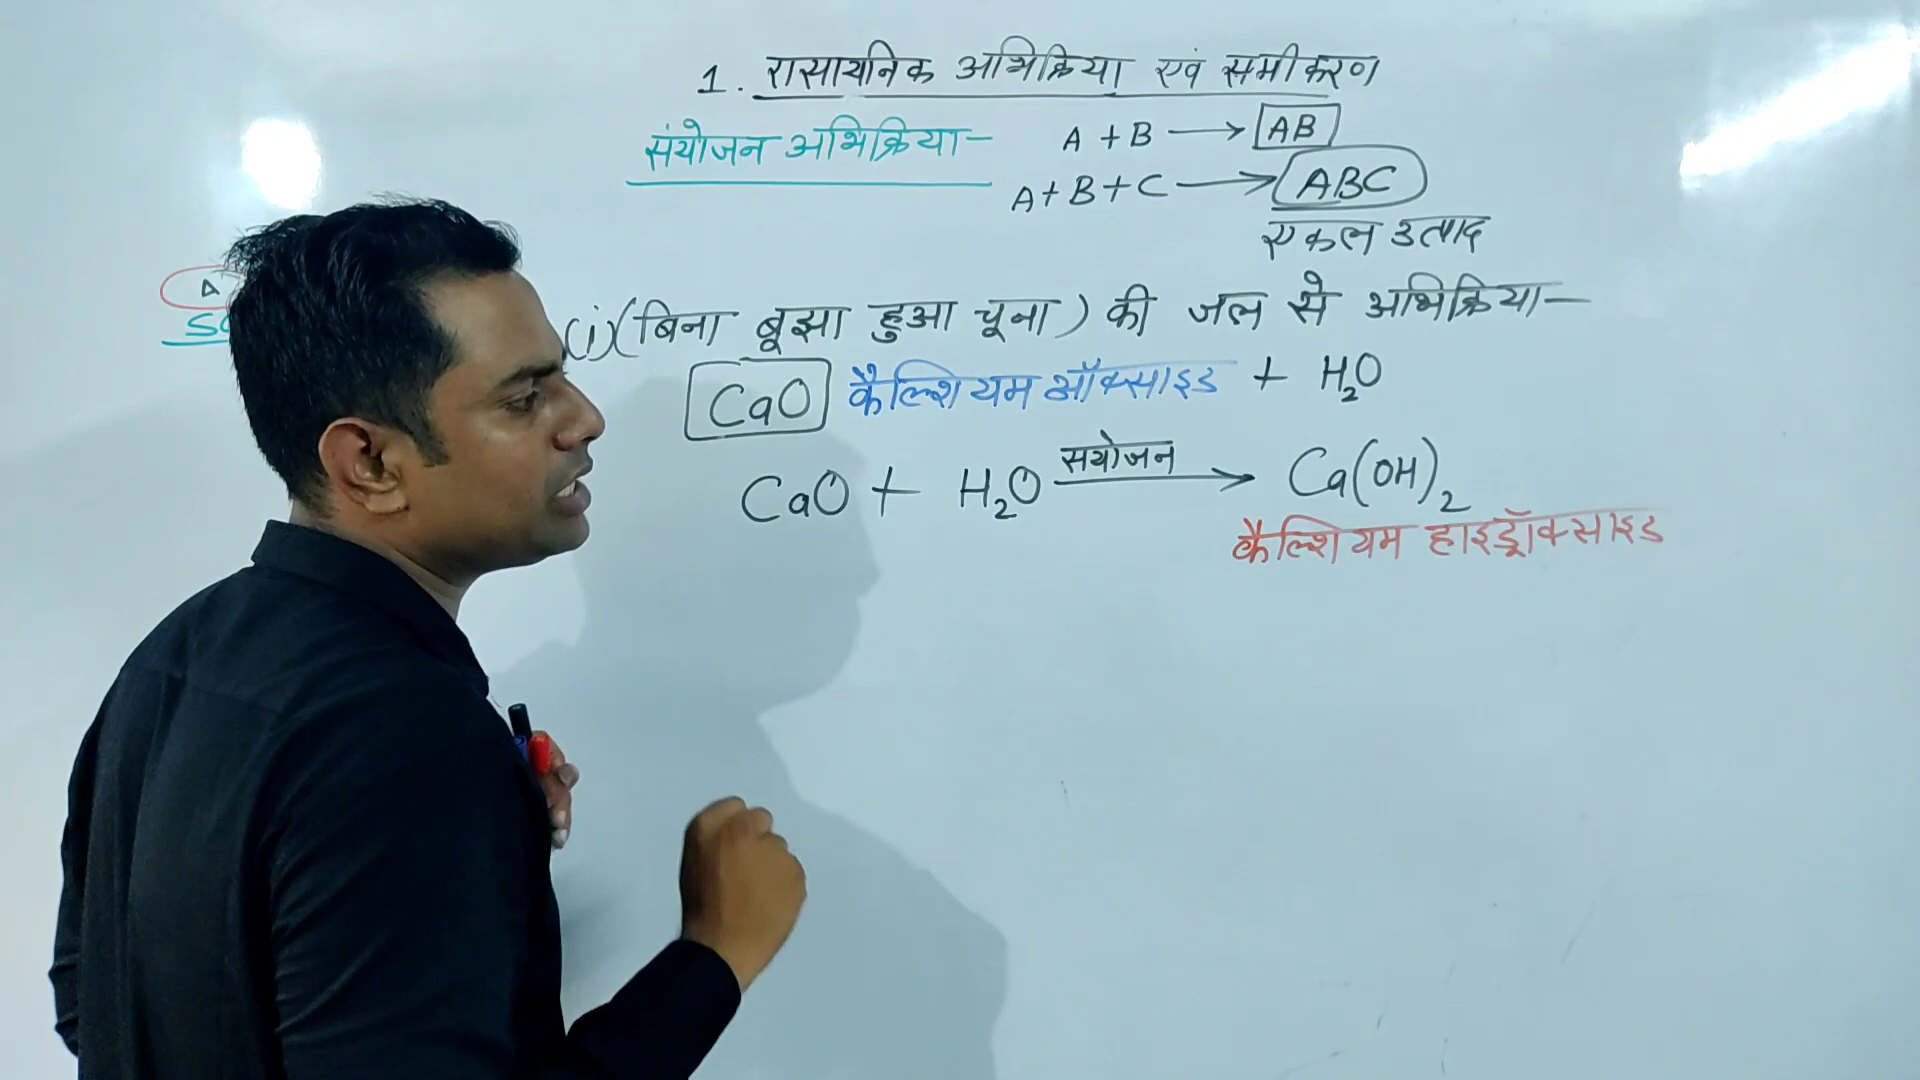 1. रासायनिक अभिक्रिया एवं समीकरण
संयोजन अभिक्रिया- A + B → AB
A + B + C → ABC
एकल उत्पाद
A
(i) (बिना बूझा हुआ चूना) की जल से अभिक्रिया-
CaO कैल्शियम ऑक्साइड + H₂O
CaO + H₂O संयोजन → Ca(OH)₂
कैल्शियम हाइड्रॉक्साइड